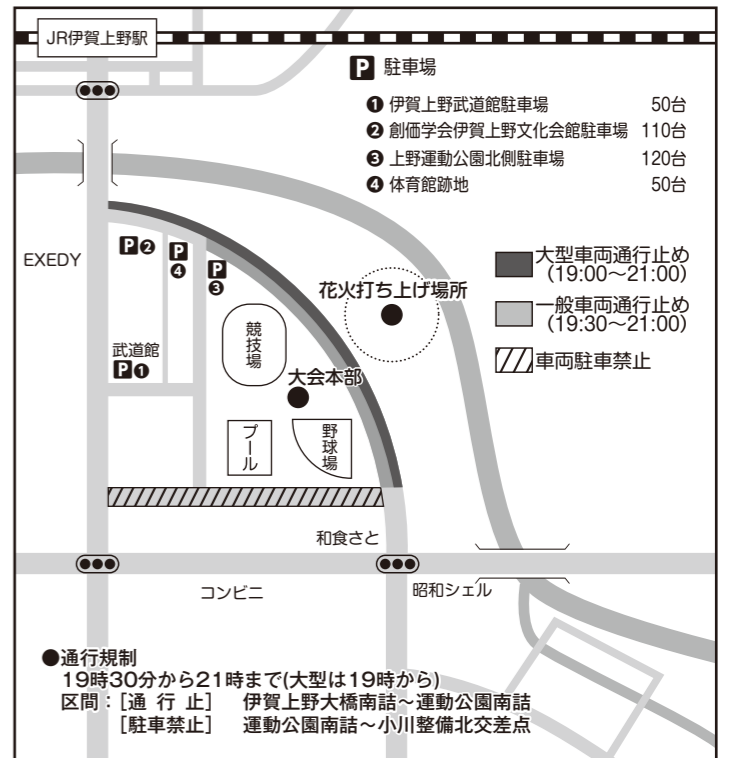 JR伊賀上野駅
P 駐車場
❶ 伊賀上野武道館駐車場 50台
❷ 創価学会伊賀上野文化会館駐車場 110台
❸ 上野運動公園北側駐車場 120台
❹ 体育館跡地 50台
EXEDY
P❷
P❹
P❸
大型車両通行止め
(19:00〜21:00)
花火打ち上げ場所
一般車両通行止め
(19:30〜21:00)
競技場
武道館
P❶
車両駐車禁止
大会本部
プール
野球場
和食さと
コンビニ
昭和シェル
●通行規制
19時30分から21時まで(大型は19時から)
区間：[通 行 止] 伊賀上野大橋南詰〜運動公園南詰
[駐車禁止] 運動公園南詰〜小川整備北交差点